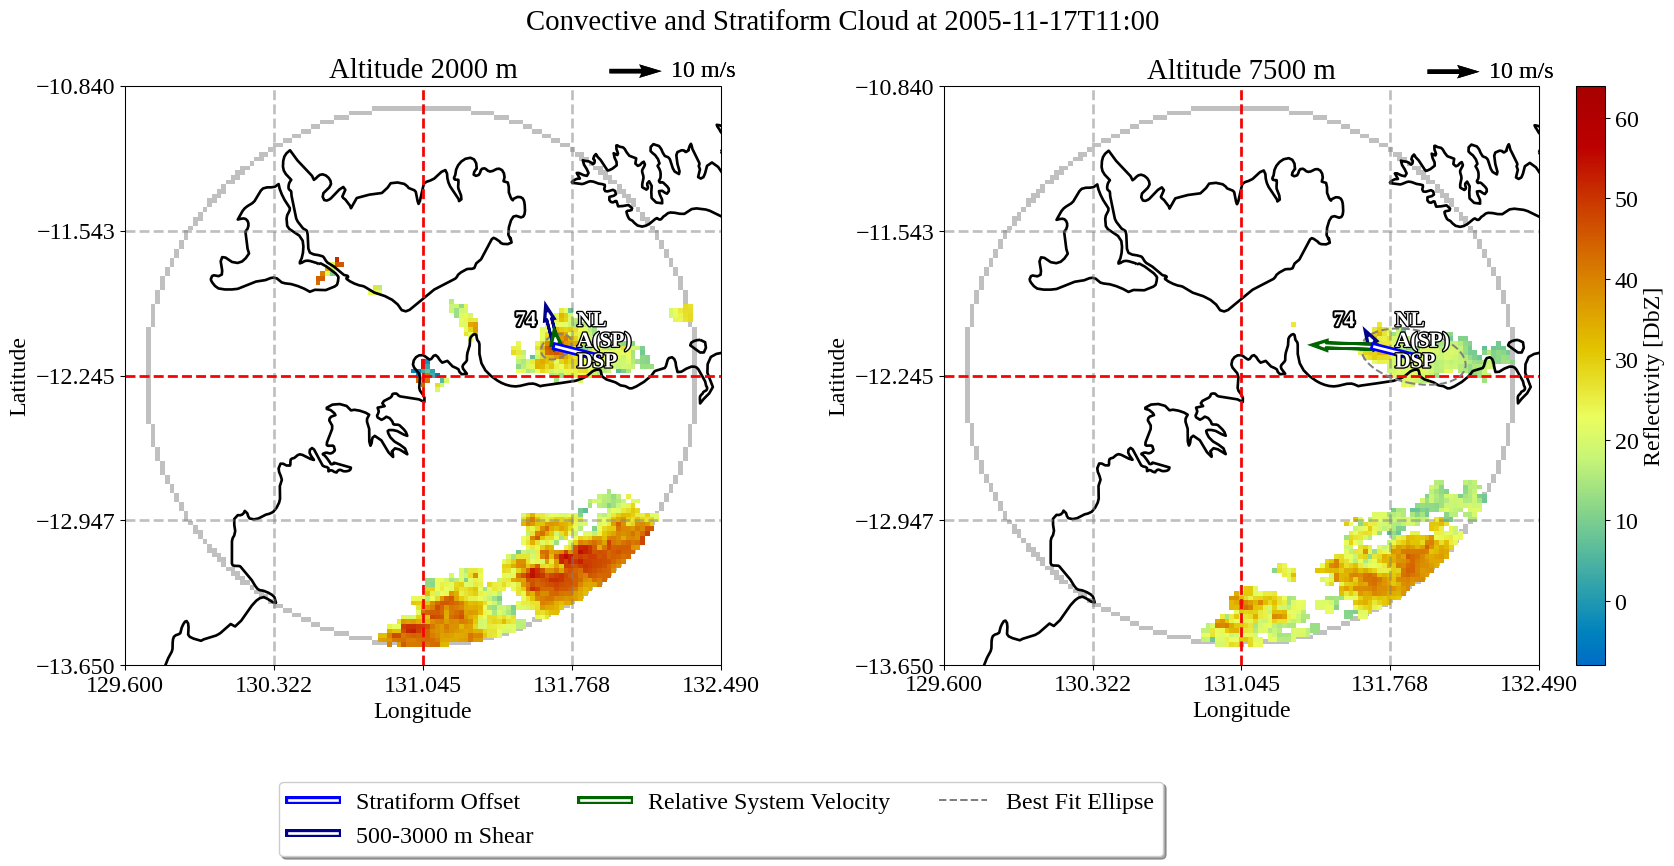 Convective and Stratiform Cloud at 2005-11-17T11:00
Altitude 2000 m
10 m/s
−10.840
−11.543
−12.245
−12.947
−13.650
Latitude
129.600
130.322
131.045
131.768
132.490
Longitude
74
NL
A(SP)
DSP
Altitude 7500 m
10 m/s
−10.840
−11.543
−12.245
−12.947
−13.650
Latitude
129.600
130.322
131.045
131.768
132.490
Longitude
74
NL
A(SP)
DSP
60
50
40
30
20
10
0
Reflectivity [DbZ]
Stratiform Offset
500-3000 m Shear
Relative System Velocity
Best Fit Ellipse